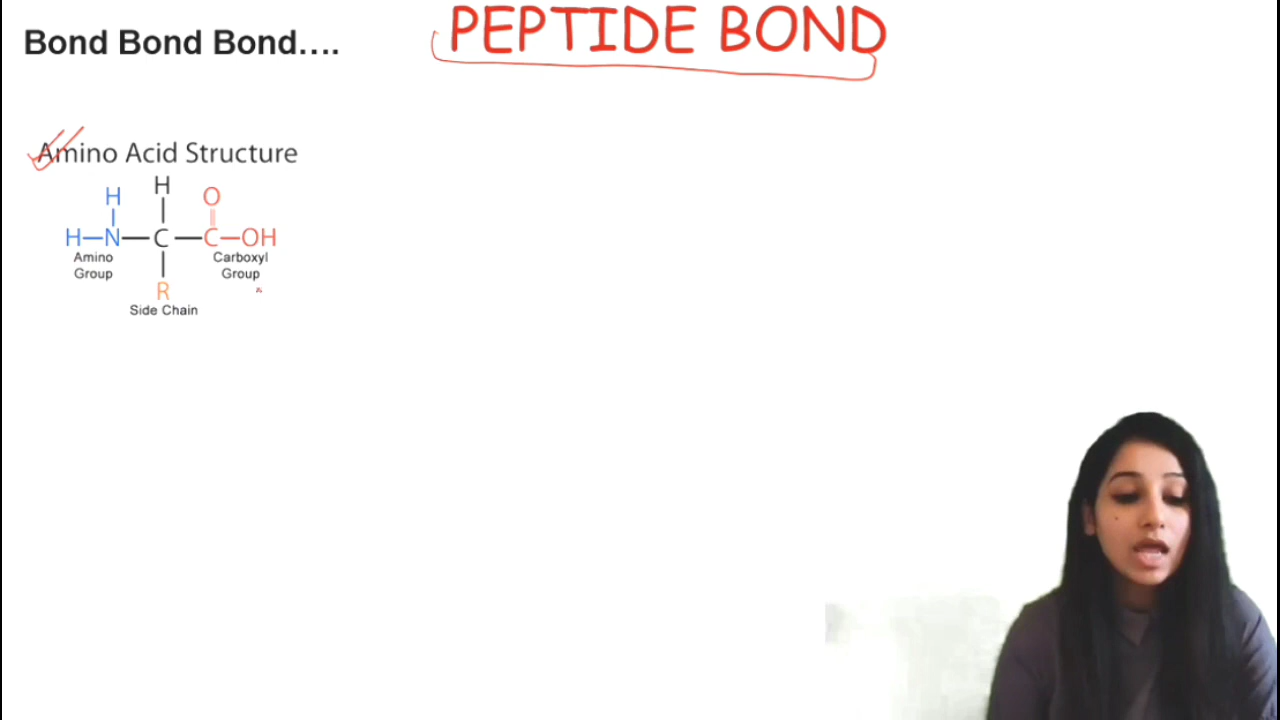 Bond Bond Bond….
PEPTIDE BOND
Amino Acid Structure
H H O
H–N–C–C–OH
Amino Group
Carboxyl Group
R
Side Chain